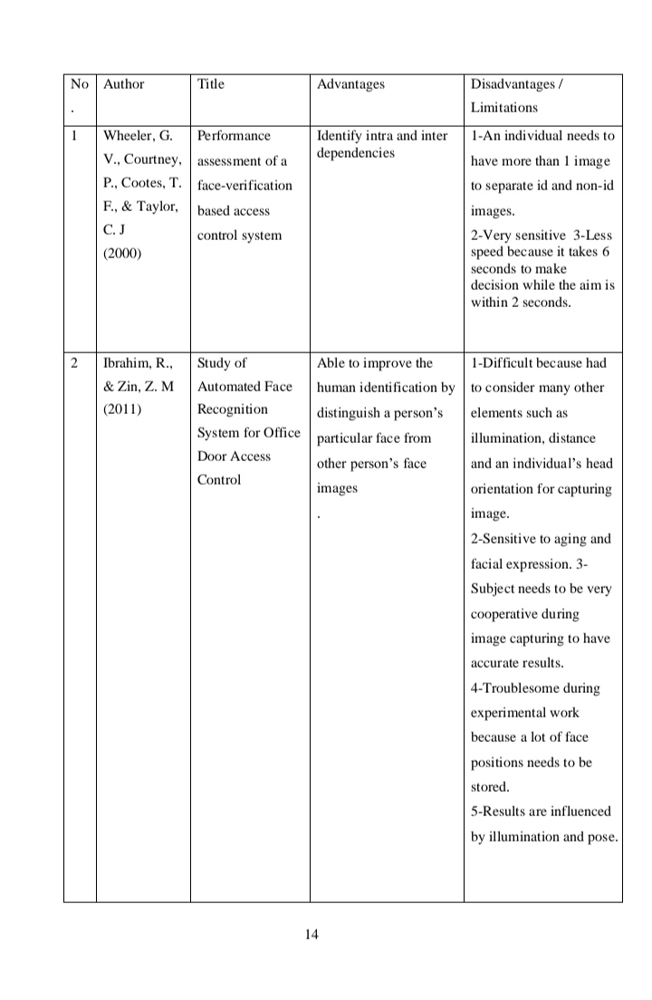 No Author Title Advantages Disadvantages /
. Limitations
1
Wheeler, G.
V., Courtney,
P., Cootes, T.
F., & Taylor,
C. J
(2000)
Performance
assessment of a
face-verification
based access
control system
Identify intra and inter
dependencies
1-An individual needs to
have more than 1 image
to separate id and non-id
images.
2-Very sensitive 3-Less
speed because it takes 6
seconds to make
decision while the aim is
within 2 seconds.
2
Ibrahim, R.,
& Zin, Z. M
(2011)
Study of
Automated Face
Recognition
System for Office
Door Access
Control
Able to improve the
human identification by
distinguish a person’s
particular face from
other person’s face
images
.
1-Difficult because had
to consider many other
elements such as
illumination, distance
and an individual’s head
orientation for capturing
image.
2-Sensitive to aging and
facial expression. 3-
Subject needs to be very
cooperative during
image capturing to have
accurate results.
4-Troublesome during
experimental work
because a lot of face
positions needs to be
stored.
5-Results are influenced
by illumination and pose.
14